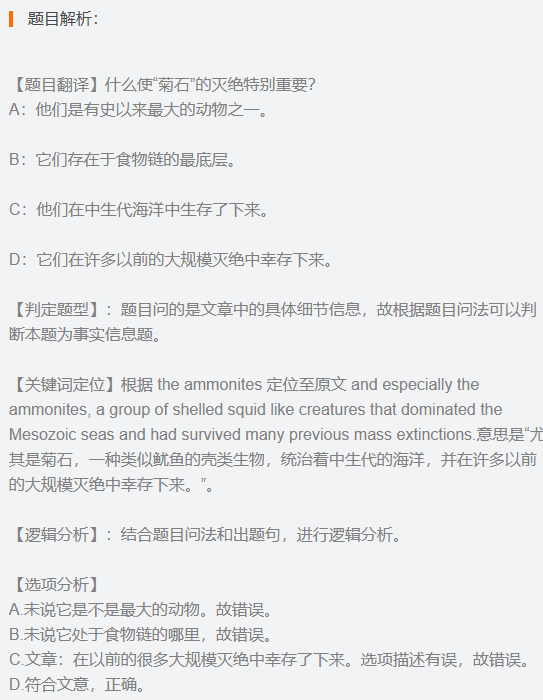 题目解析：
【题目翻译】什么使“菊石”的灭绝特别重要？
A：他们是有史以来最大的动物之一。
B：它们存在于食物链的最底层。
C：他们在中生代海洋中生存了下来。
D：它们在许多以前的大规模灭绝中幸存下来。
【判定题型】：题目问的是文章中的具体细节信息，故根据题目问法可以判
断本题为事实信息题。
【关键词定位】根据 the ammonites 定位至原文 and especially the
ammonites, a group of shelled squid like creatures that dominated the
Mesozoic seas and had survived many previous mass extinctions.意思是“尤
其是菊石，一种类似鱿鱼的壳类生物，统治着中生代的海洋，并在许多以前
的大规模灭绝中幸存下来。”。
【逻辑分析】：结合题目问法和出题句，进行逻辑分析。
【选项分析】
A.未说它是不是最大的动物。故错误。
B.未说它处于食物链的哪里，故错误。
C.文章：在以前的很多大规模灭绝中幸存了下来。选项描述有误，故错误。
D.符合文意，正确。